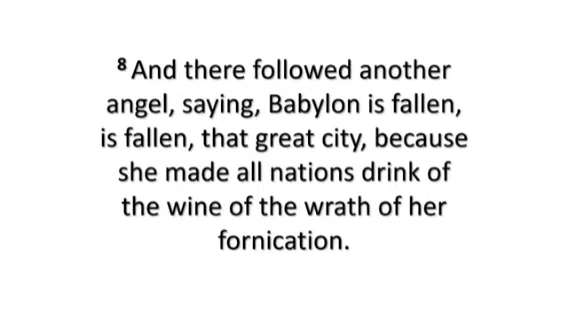 8 And there followed another
angel, saying, Babylon is fallen,
is fallen, that great city, because
she made all nations drink of
the wine of the wrath of her
fornication.